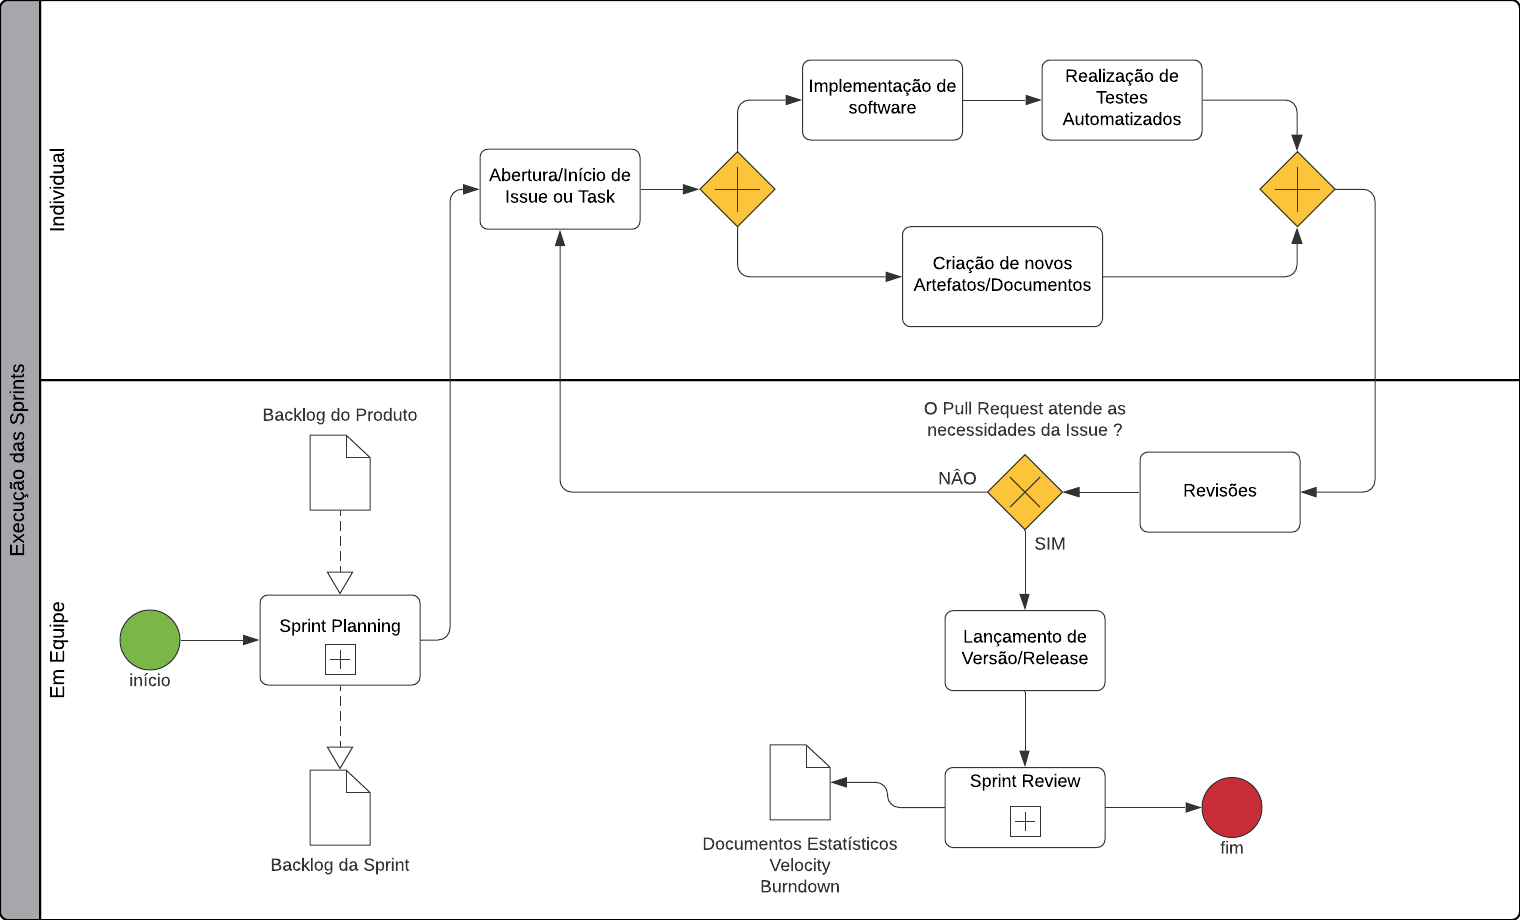 Execução das Sprints
Individual
Implementação de
software
Realização de
Testes
Automatizados
Abertura/Início de
Issue ou Task
Criação de novos
Artefatos/Documentos
Em Equipe
Backlog do Produto
O Pull Request atende as
necessidades da Issue ?
NÂO
Revisões
SIM
início
Sprint Planning
Lançamento de
Versão/Release
Backlog da Sprint
Sprint Review
Documentos Estatísticos
Velocity
Burndown
fim